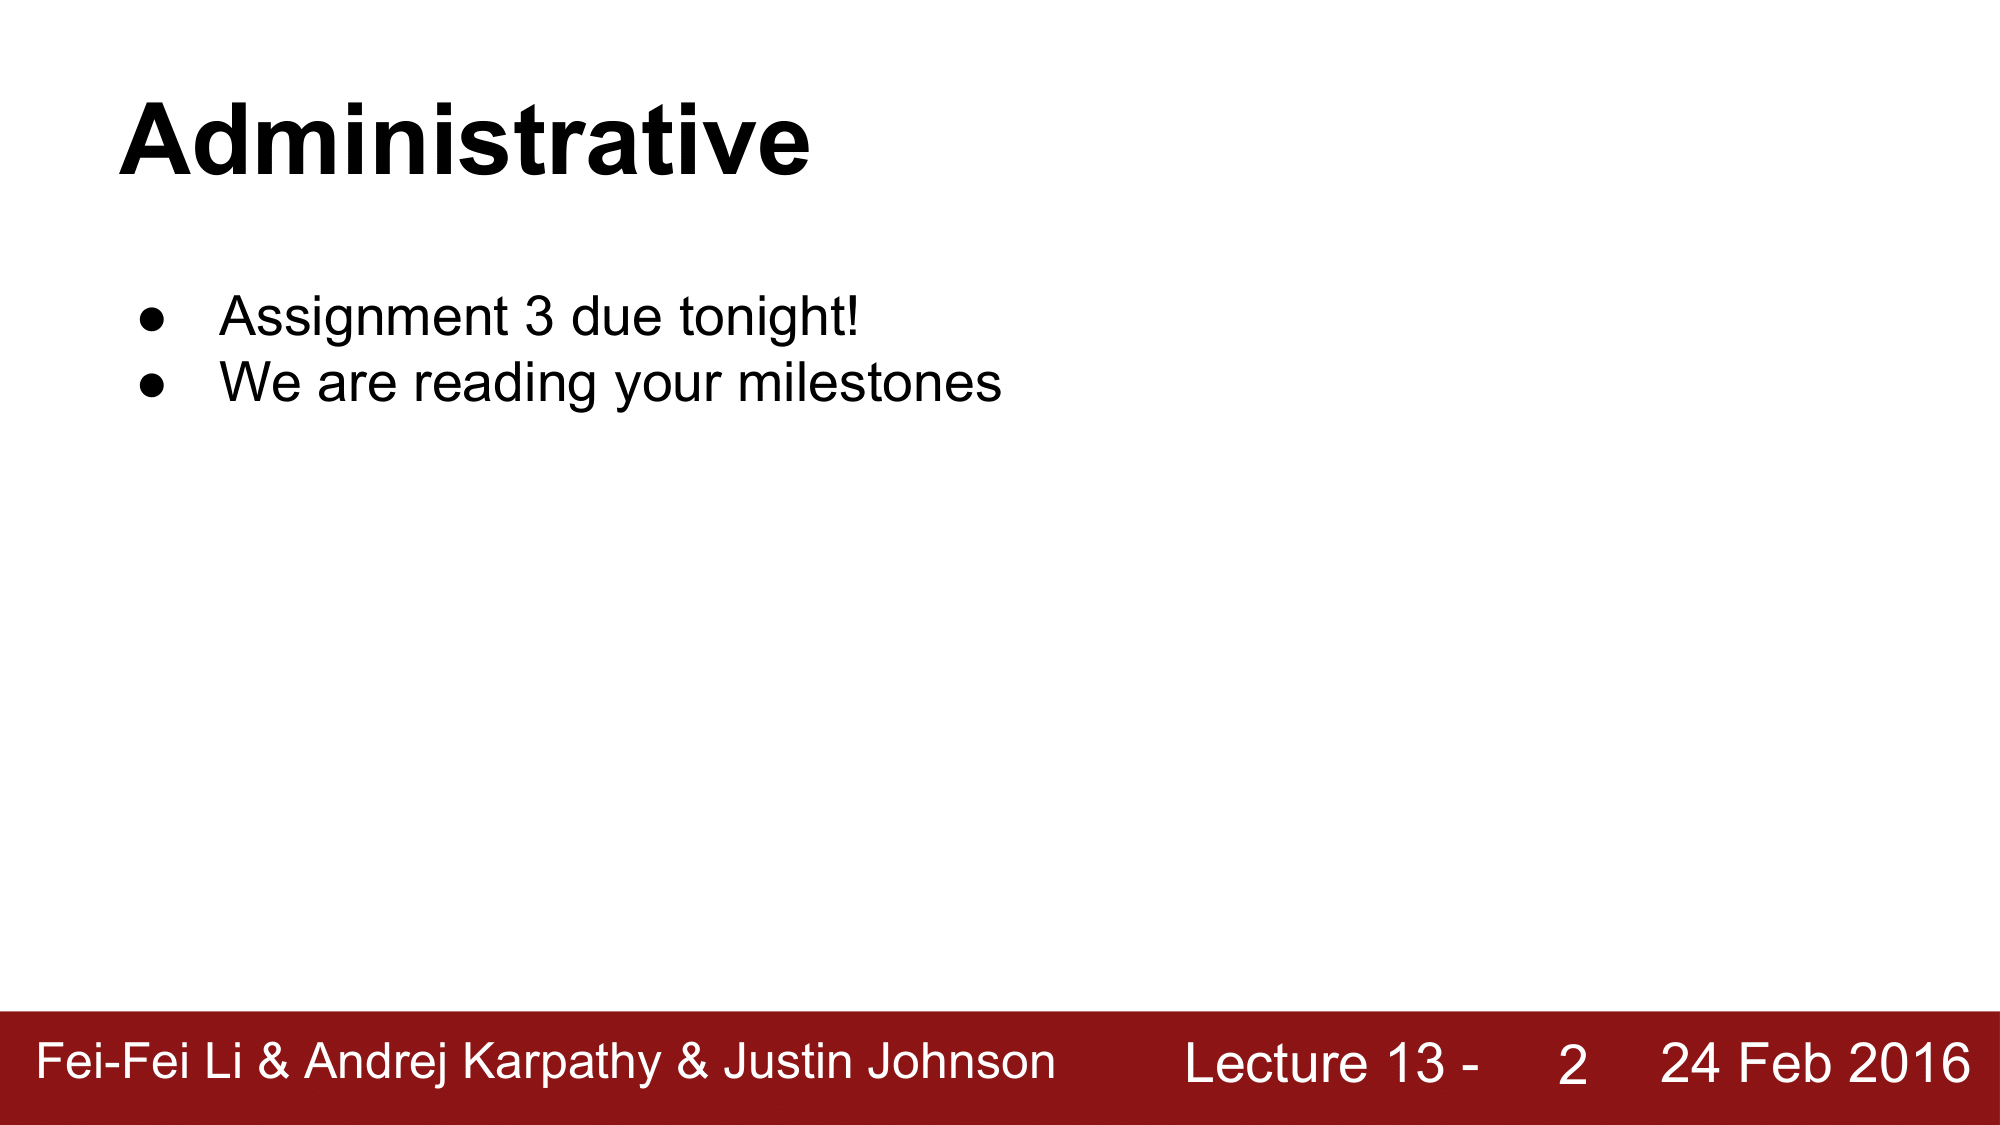 Administrative
● Assignment 3 due tonight!
● We are reading your milestones
Fei-Fei Li & Andrej Karpathy & Justin Johnson Lecture 13 - 2 24 Feb 2016